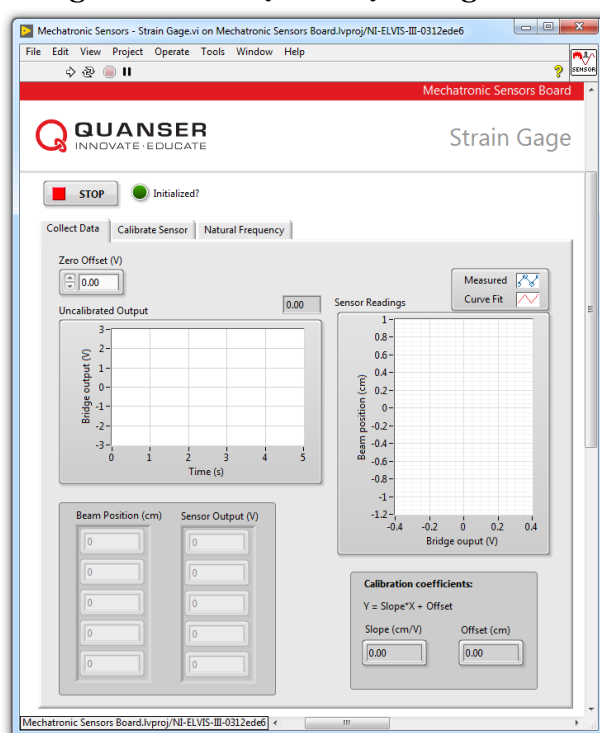 Mechatronic Sensors - Strain Gage.vi on Mechatronic Sensors Board.lvproj/NI-ELVIS-III-0312ede6
File Edit View Project Operate Tools Window Help
?
SENSOR
Mechatronic Sensors Board
QUANSER
INNOVATE·EDUCATE
Strain Gage
STOP
Initialized?
Collect Data Calibrate Sensor Natural Frequency
Zero Offset (V)
0.00
Uncalibrated Output
0.00
Bridge output (V)
3
2
1
0
-1
-2
-3
0 1 2 3 4 5
Time (s)
Sensor Readings
Measured
Curve Fit
Beam position (cm)
1
0.8
0.6
0.4
0.2
0
-0.2
-0.4
-0.6
-0.8
-1
-1.2
-0.4 -0.2 0 0.2 0.4
Bridge ouput (V)
Beam Position (cm) Sensor Output (V)
0 0
0 0
0 0
0 0
0 0
Calibration coefficients:
Y = Slope*X + Offset
Slope (cm/V) Offset (cm)
0.00 0.00
Mechatronic Sensors Board.lvproj/NI-ELVIS-III-0312ede6